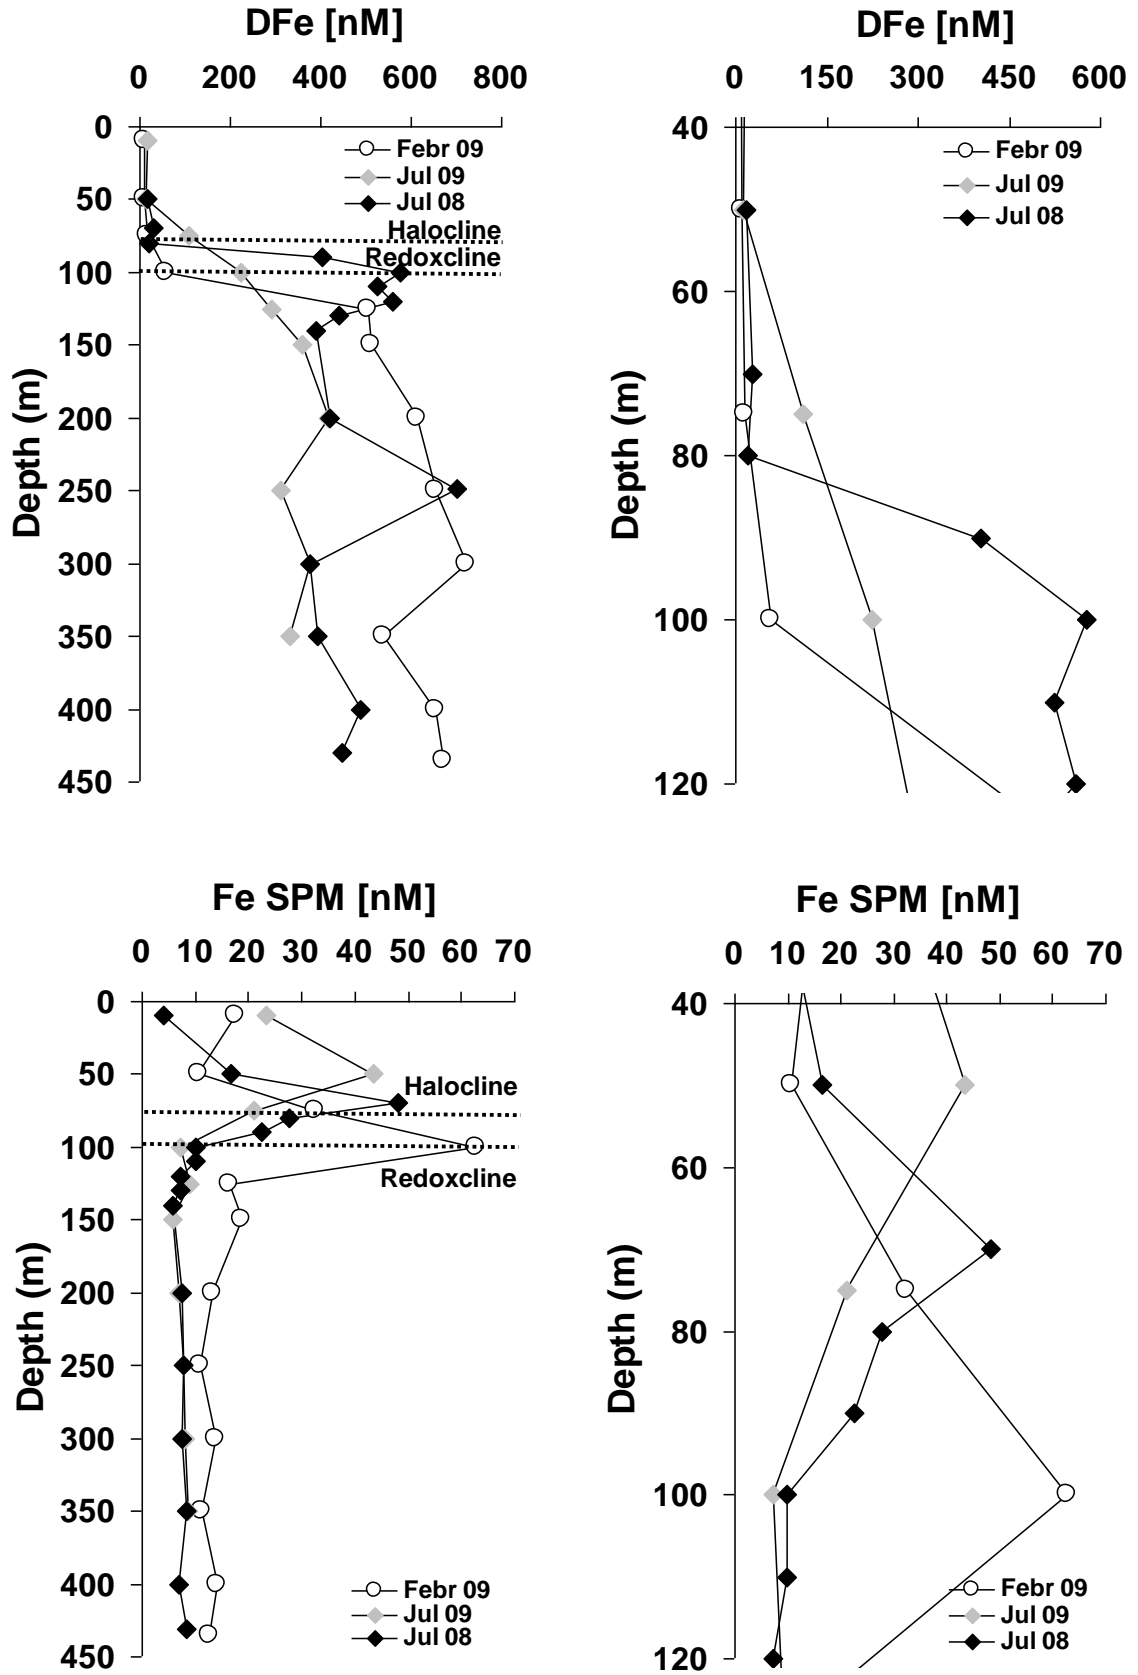 DFe [nM]
0 200 400 600 800
0
50
100
150
200
250
300
350
400
450
Depth (m)
Febr 09
Jul 09
Jul 08
Halocline
Redoxcline
DFe [nM]
0 150 300 450 600
40
60
80
100
120
Depth (m)
Febr 09
Jul 09
Jul 08
Fe SPM [nM]
0 10 20 30 40 50 60 70
0
50
100
150
200
250
300
350
400
450
Depth (m)
Halocline
Redoxcline
Febr 09
Jul 09
Jul 08
Fe SPM [nM]
0 10 20 30 40 50 60 70
40
60
80
100
120
Depth (m)
Febr 09
Jul 09
Jul 08